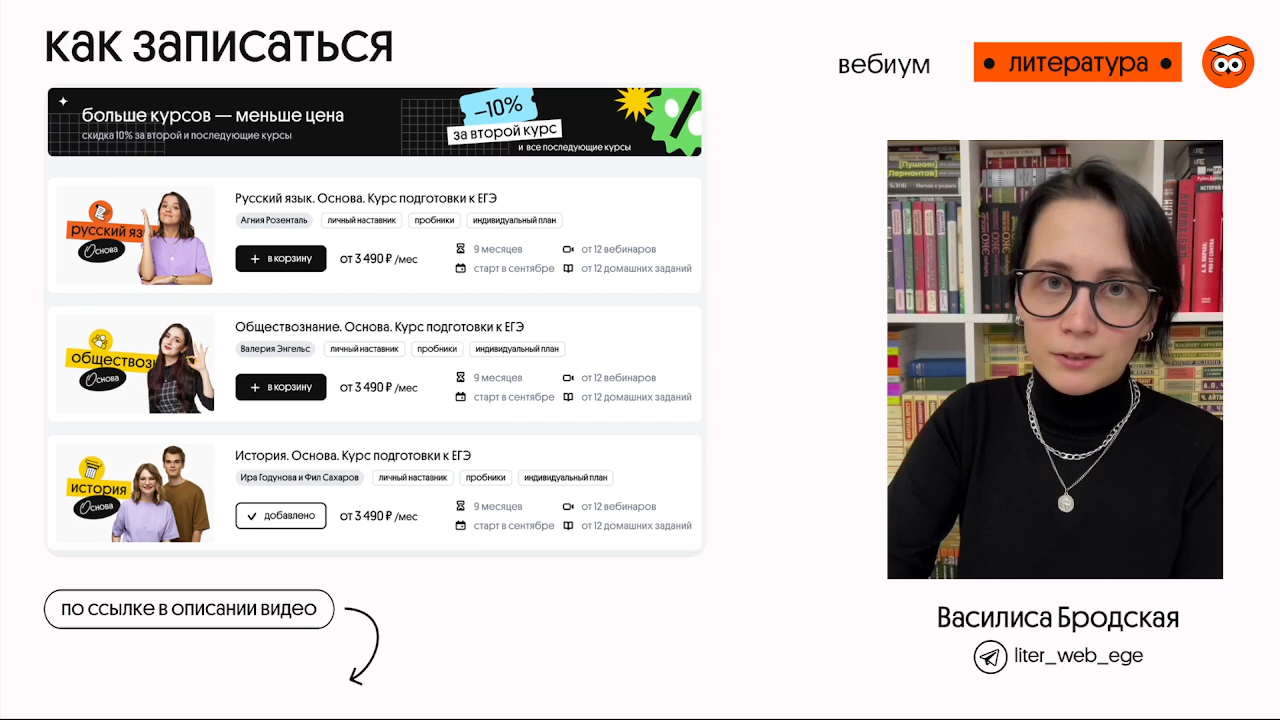 как записаться
вебиум
• литература •
больше курсов — меньше цена
скидка 10% за второй и последующие курсы
–10%
за второй курс
и все последующие курсы
русский яз
Основа
Русский язык. Основа. Курс подготовки к ЕГЭ
Агния Розенталь личный наставник пробники индивидуальный план
+ в корзину от 3 490 ₽ /мес
9 месяцев от 12 вебинаров
старт в сентябре от 12 домашних заданий
обществоз
Основа
Обществознание. Основа. Курс подготовки к ЕГЭ
Валерия Энгельс личный наставник пробники индивидуальный план
+ в корзину от 3 490 ₽ /мес
9 месяцев от 12 вебинаров
старт в сентябре от 12 домашних заданий
история
Основа
История. Основа. Курс подготовки к ЕГЭ
Ира Годунова и Фил Сахаров личный наставник пробники индивидуальный план
добавлено от 3 490 ₽ /мес
9 месяцев от 12 вебинаров
старт в сентябре от 12 домашних заданий
по ссылке в описании видео
Пушкин
Лермонтов
Василиса Бродская
liter_web_ege